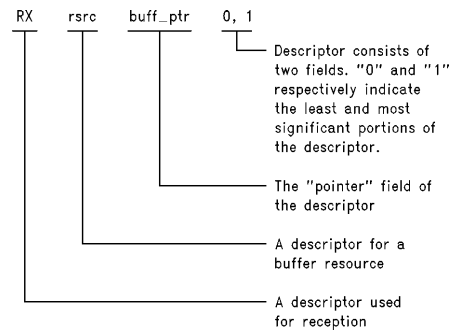 RX rsrc buff_ptr 0, 1
Descriptor consists of
two fields. "0" and "1"
respectively indicate
the least and most
significant portions of
the descriptor.
The "pointer" field of
the descriptor
A descriptor for a
buffer resource
A descriptor used
for reception